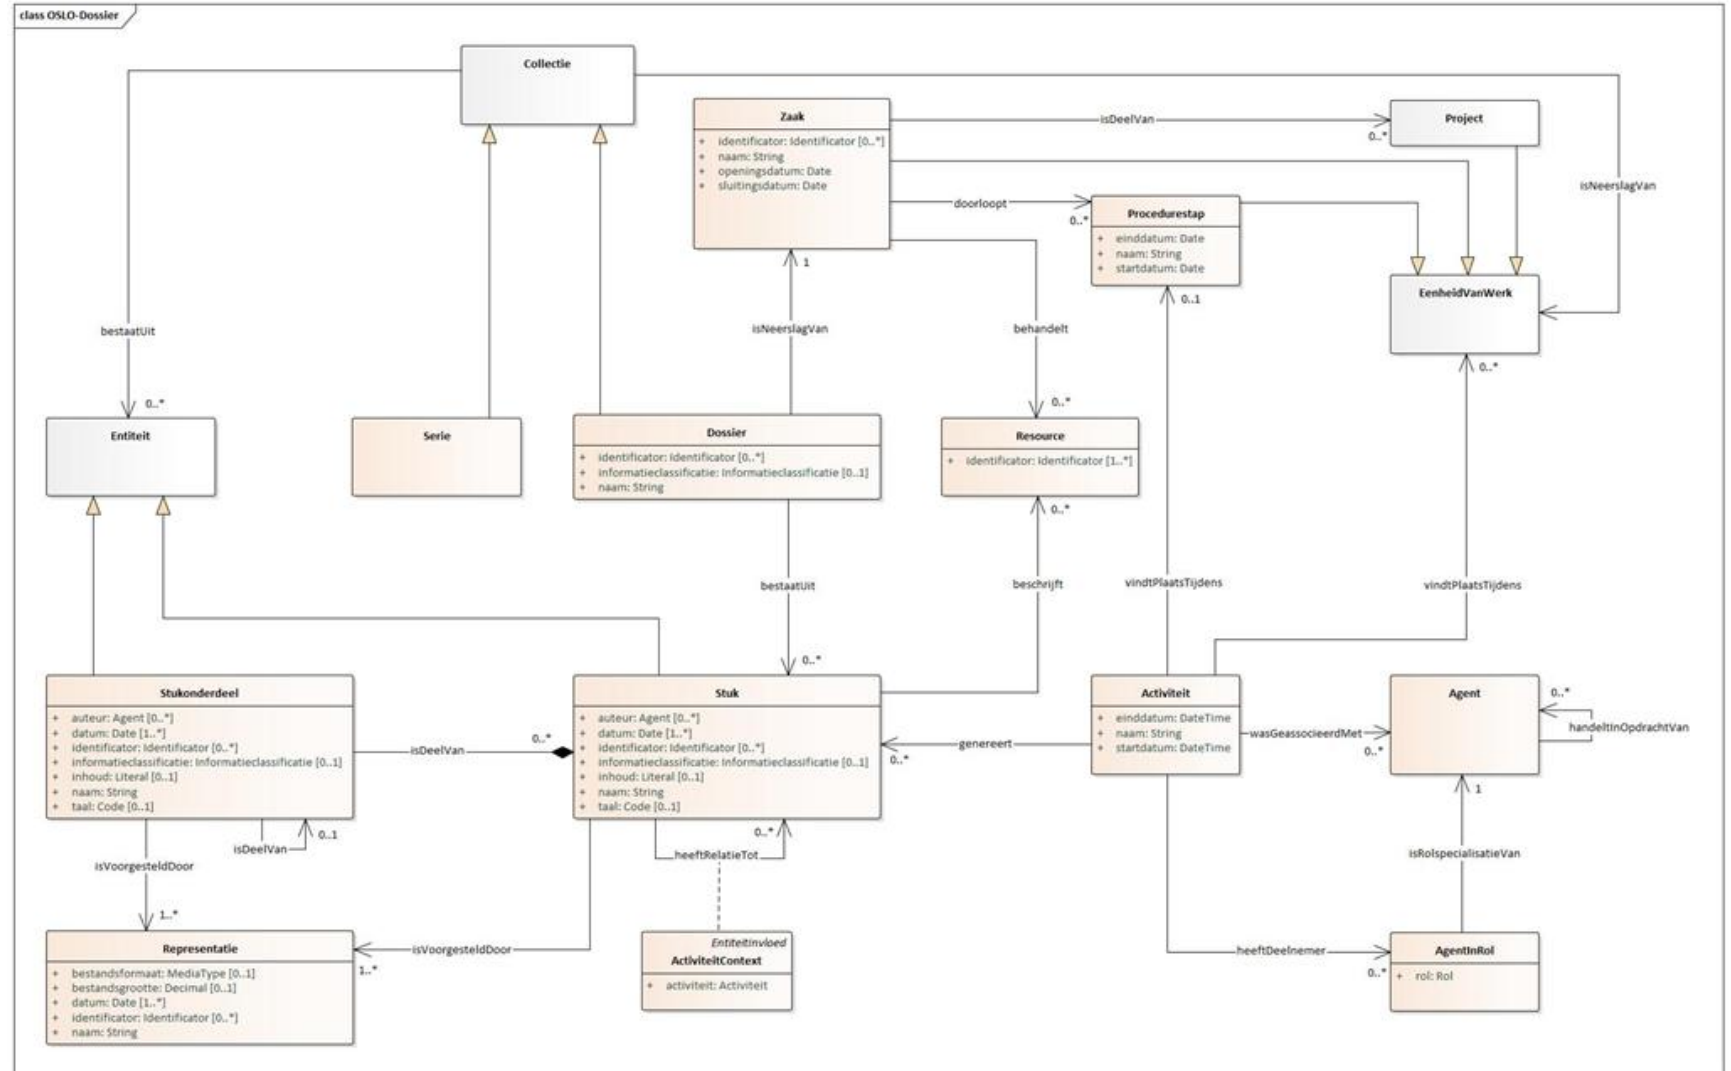 class OSLO-Dossier
Collectie
Zaak
+ identificator: Identificator [0..*]
+ naam: String
+ openingsdatum: Date
+ sluitingsdatum: Date
isDeelVan
0..*
Project
isNeerslagVan
doorloopt
0..*
Procedurestap
+ einddatum: Date
+ naam: String
+ startdatum: Date
1
0..1
EenheidVanWerk
bestaatUit
isNeerslagVan
behandelt
0..*
0..*
0..*
Entiteit
Serie
Dossier
+ identificator: Identificator [0..*]
+ informatieclassificatie: Informatieclassificatie [0..1]
+ naam: String
Resource
+ identificator: Identificator [1..*]
0..*
bestaatUit
beschrijft
vindtPlaatsTijdens
vindtPlaatsTijdens
0..*
Stukonderdeel
+ auteur: Agent [0..*]
+ datum: Date [1..*]
+ identificator: Identificator [0..*]
+ informatieclassificatie: Informatieclassificatie [0..1]
+ inhoud: Literal [0..1]
+ naam: String
+ taal: Code [0..1]
isDeelVan
0..*
Stuk
+ auteur: Agent [0..*]
+ datum: Date [1..*]
+ identificator: Identificator [0..*]
+ informatieclassificatie: Informatieclassificatie [0..1]
+ inhoud: Literal [0..1]
+ naam: String
+ taal: Code [0..1]
genereert
0..*
Activiteit
+ einddatum: DateTime
+ naam: String
+ startdatum: DateTime
wasGeassocieerdMet
0..*
Agent
0..*
handeltInOpdrachtVan
1
isDeelVan
0..1
isVoorgesteldDoor
1..*
0..*
heeftRelatieTot
isRolspecialisatieVan
Representatie
+ bestandsformaat: MediaType [0..1]
+ bestandsgrootte: Decimal [0..1]
+ datum: Date [1..*]
+ identificator: Identificator [0..*]
+ naam: String
isVoorgesteldDoor
1..*
EntiteitInvloed
ActiviteitContext
+ activiteit: Activiteit
heeftDeelnemer
0..*
AgentInRol
+ rol: Rol